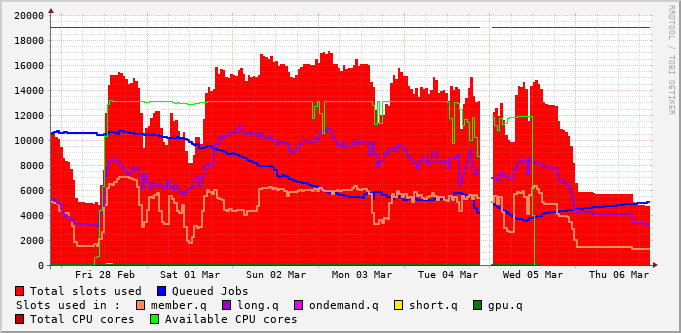 20000
18000
16000
14000
12000
10000
8000
6000
4000
2000
0
Fri 28 Feb Sat 01 Mar Sun 02 Mar Mon 03 Mar Tue 04 Mar Wed 05 Mar Thu 06 Mar
RRDTOOL / TOBI OETIKER
Total slots used Queued Jobs
Slots used in : member.q long.q ondemand.q short.q gpu.q
Total CPU cores Available CPU cores